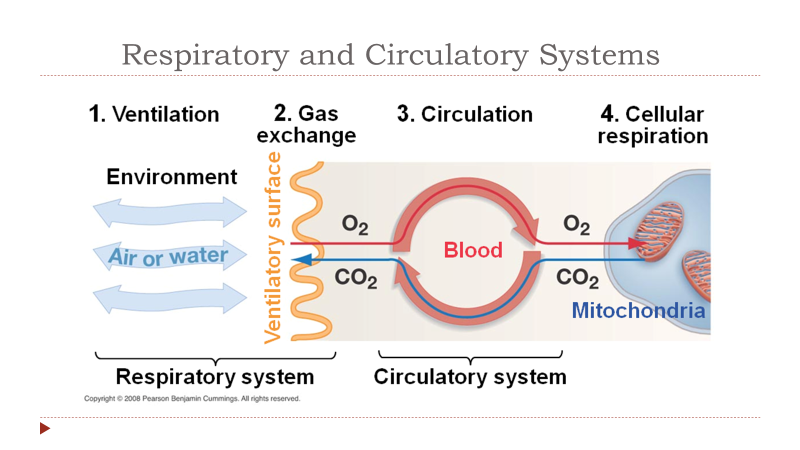 Respiratory and Circulatory Systems
1. Ventilation
2. Gas
exchange
3. Circulation
4. Cellular
respiration
Environment
Air or water
Ventilatory surface
O2
CO2
Blood
O2
CO2
Mitochondria
Respiratory system
Circulatory system
Copyright © 2008 Pearson Benjamin Cummings. All rights reserved.